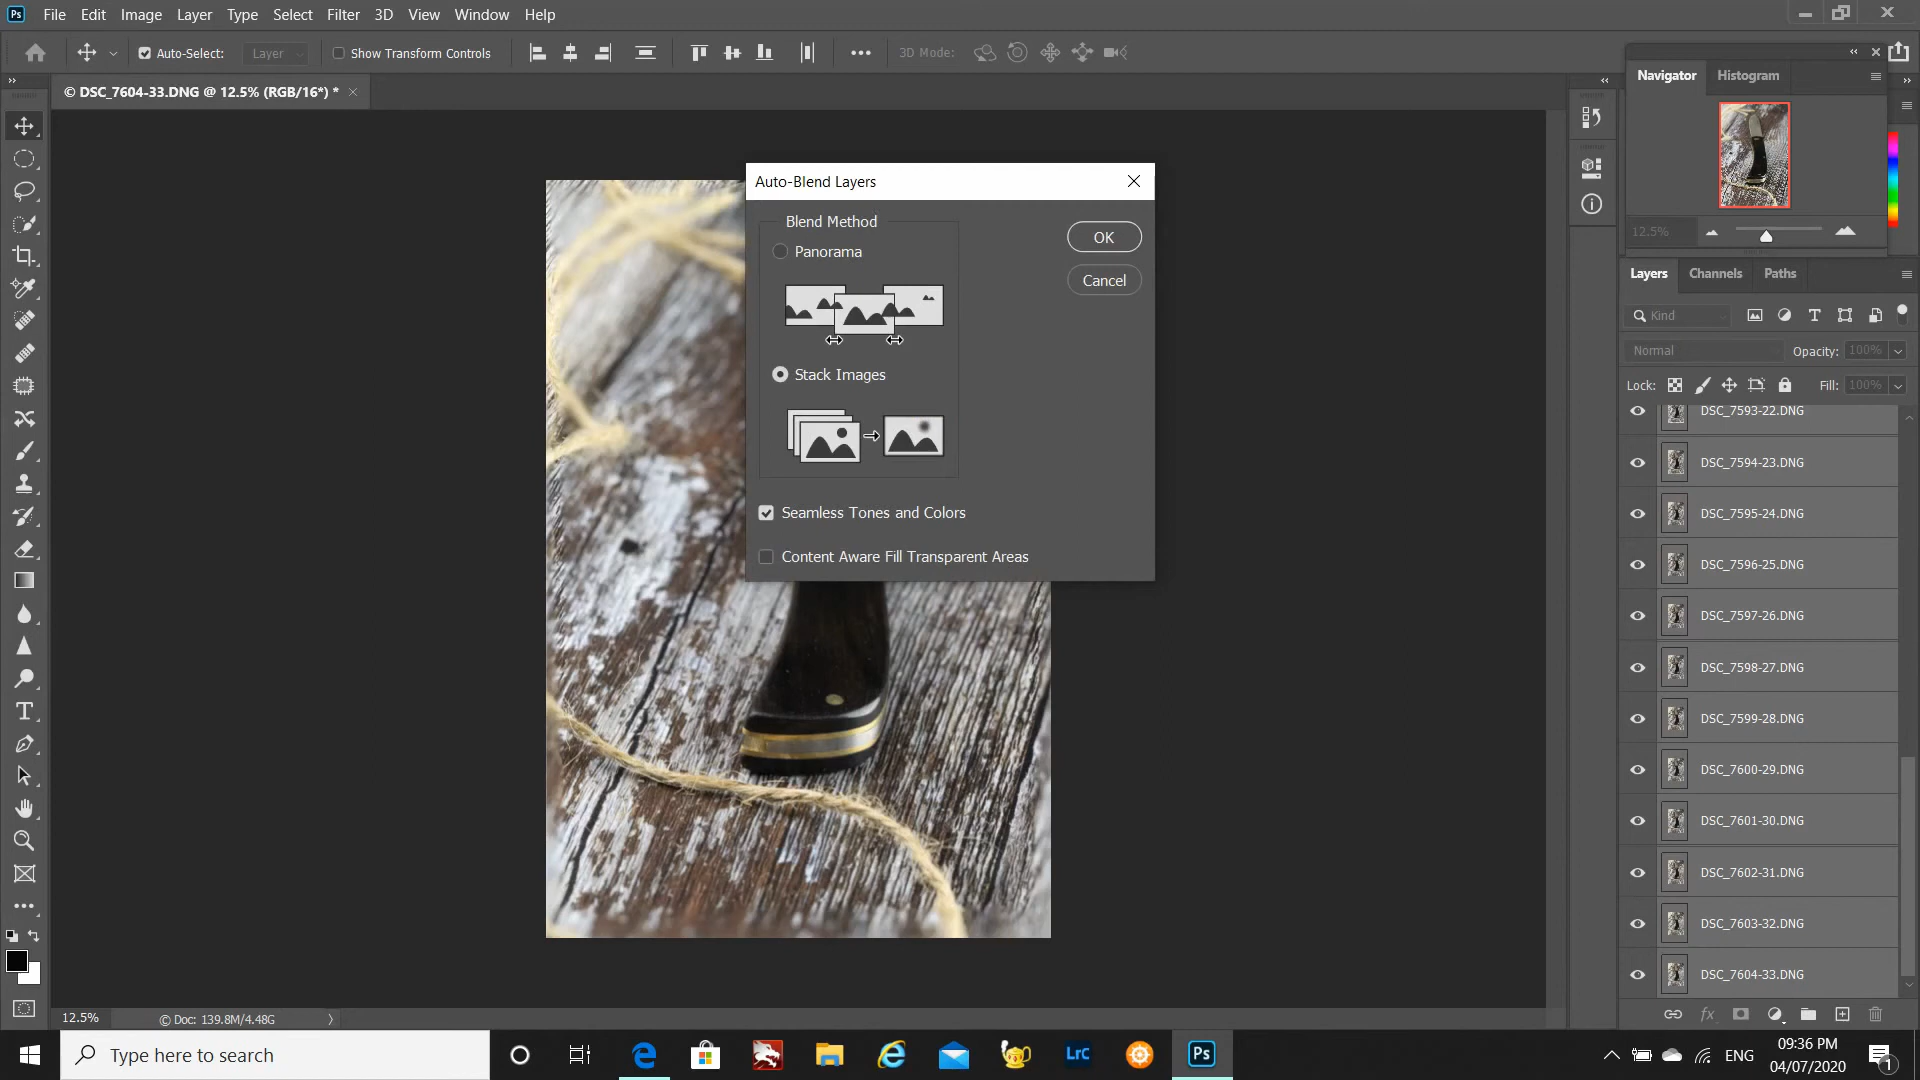 Ps File Edit Image Layer Type Select Filter 3D View Window Help
Auto-Select: Layer Show Transform Controls 3D Mode:
© DSC_7604-33.DNG @ 12.5% (RGB/16*) *
Navigator Histogram
12.5%
Auto-Blend Layers
Blend Method
Panorama
OK
Cancel
Stack Images
Seamless Tones and Colors
Content Aware Fill Transparent Areas
Layers Channels Paths
Kind
Normal Opacity: 100%
Lock: Fill: 100%
DSC_7593-22.DNG
DSC_7594-23.DNG
DSC_7595-24.DNG
DSC_7596-25.DNG
DSC_7597-26.DNG
DSC_7598-27.DNG
DSC_7599-28.DNG
DSC_7600-29.DNG
DSC_7601-30.DNG
DSC_7602-31.DNG
DSC_7603-32.DNG
DSC_7604-33.DNG
fx
12.5% © Doc: 139.8M/4.48G
Type here to search
Lrc
Ps
ENG
09:36 PM
04/07/2020
1